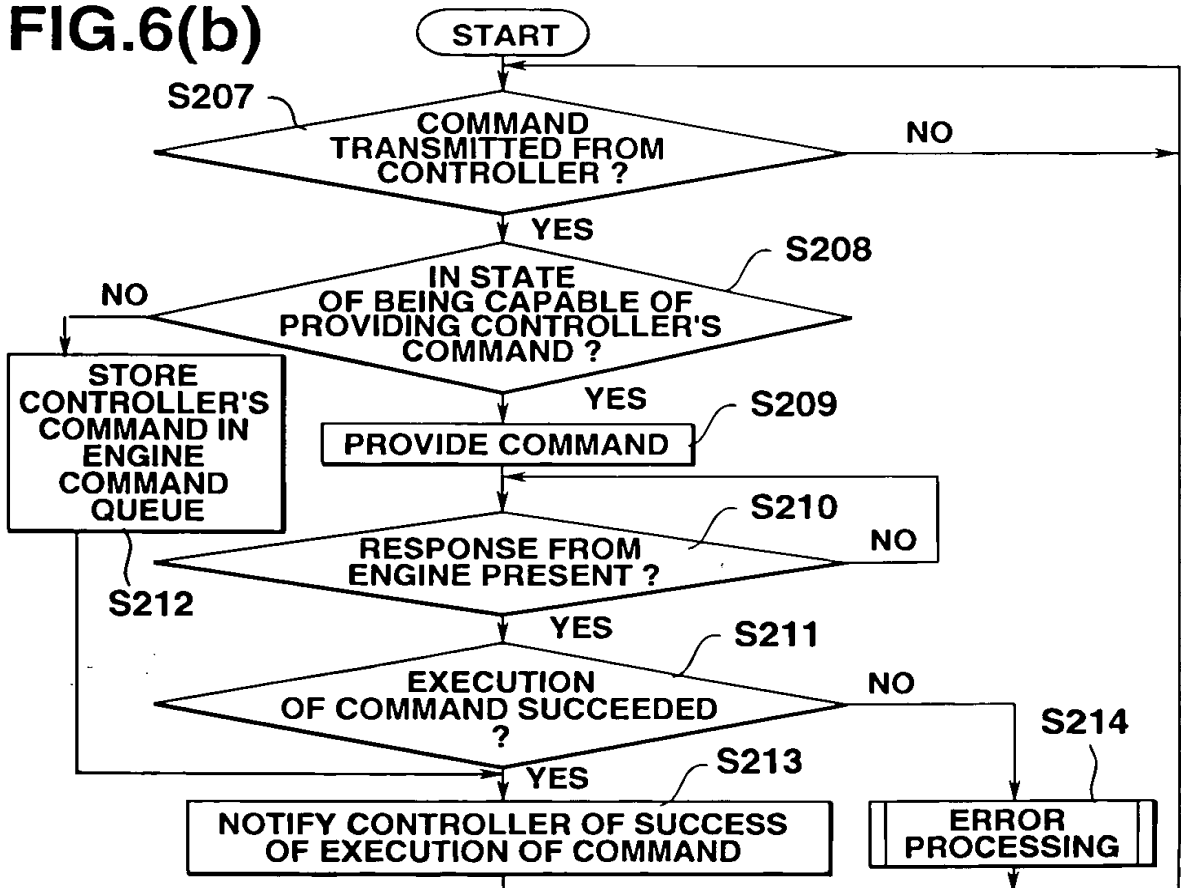 FIG.6(b)
START
S207
COMMAND
TRANSMITTED FROM
CONTROLLER ?
NO
YES
S208
IN STATE
OF BEING CAPABLE OF
PROVIDING CONTROLLER'S
COMMAND ?
NO
YES
STORE
CONTROLLER'S
COMMAND IN
ENGINE
COMMAND
QUEUE
S212
S209
PROVIDE COMMAND
S210
RESPONSE FROM
ENGINE PRESENT ?
NO
YES
S211
EXECUTION
OF COMMAND SUCCEEDED
?
NO
YES
S213
NOTIFY CONTROLLER OF SUCCESS
OF EXECUTION OF COMMAND
S214
ERROR
PROCESSING